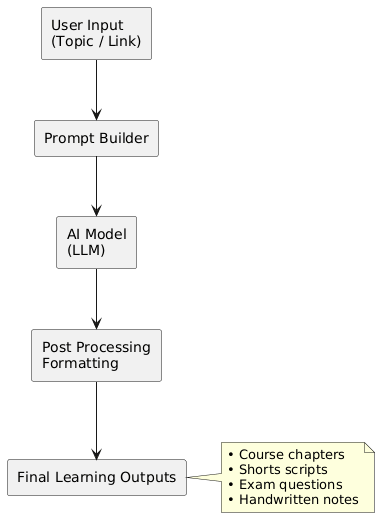 User Input
(Topic / Link)
Prompt Builder
AI Model
(LLM)
Post Processing
Formatting
Final Learning Outputs
• Course chapters
• Shorts scripts
• Exam questions
• Handwritten notes